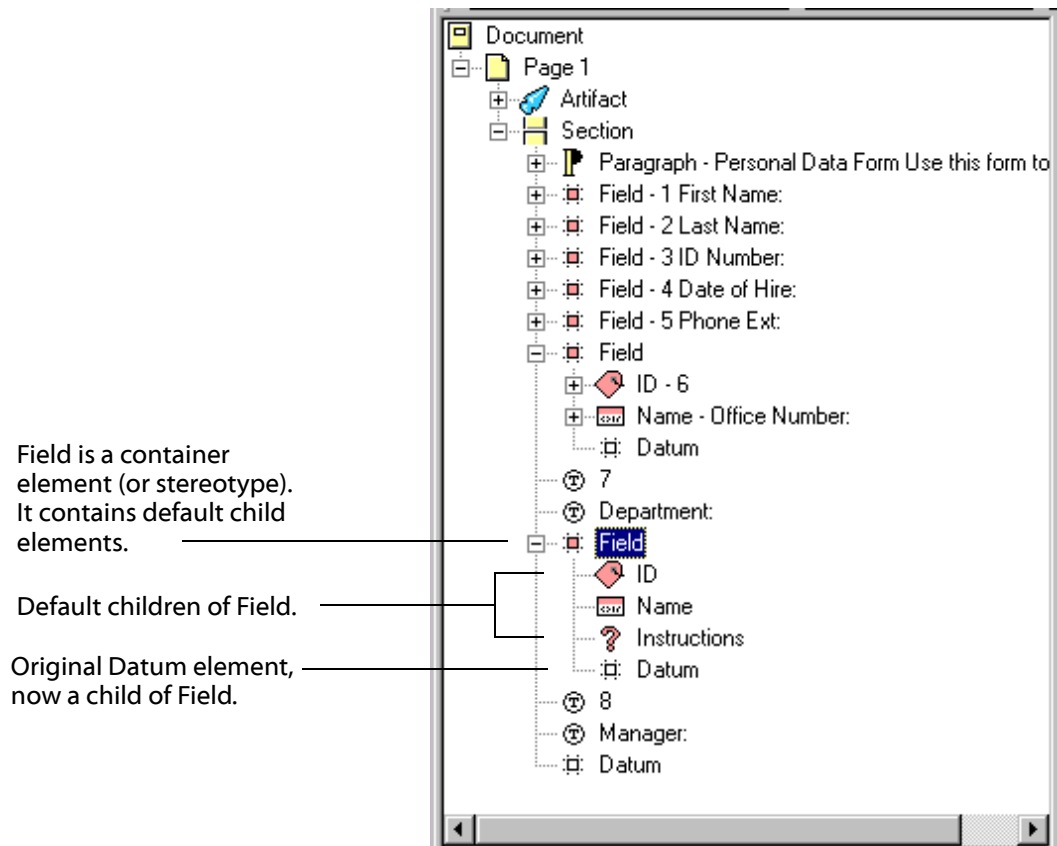 Document
Page 1
Artifact
Section
Paragraph - Personal Data Form Use this form to
Field - 1 First Name:
Field - 2 Last Name:
Field - 3 ID Number:
Field - 4 Date of Hire:
Field - 5 Phone Ext:
Field
ID - 6
Name - Office Number:
Datum
7
Department:
Field
ID
Name
Instructions
Datum
8
Manager:
Datum
Field is a container
element (or stereotype).
It contains default child
elements.
Default children of Field.
Original Datum element,
now a child of Field.